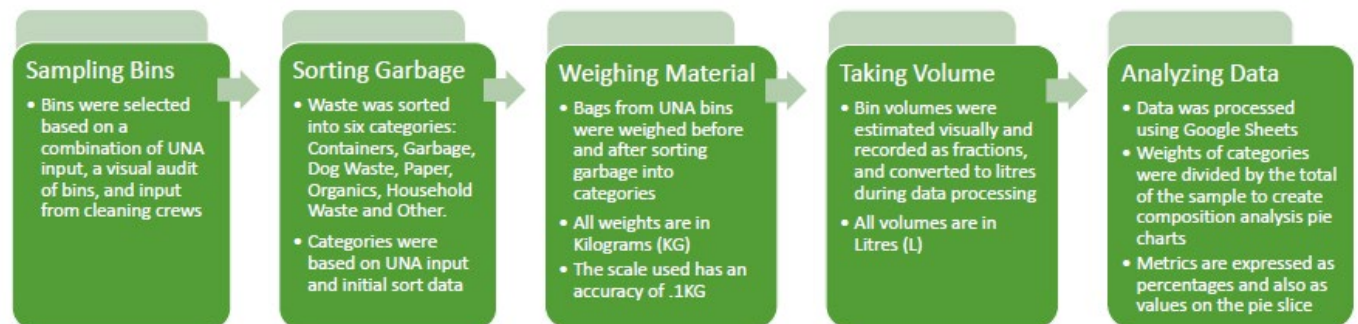 Sampling Bins
• Bins were selected
based on a
combination of UNA
input, a visual audit
of bins, and input
from cleaning crews
Sorting Garbage
• Waste was sorted
into six categories:
Containers, Garbage,
Dog Waste, Paper,
Organics, Household
Waste and Other.
• Categories were
based on UNA input
and initial sort data
Weighing Material
• Bags from UNA bins
were weighed before
and after sorting
garbage into
categories
• All weights are in
Kilograms (KG)
• The scale used has an
accuracy of .1KG
Taking Volume
• Bin volumes were
estimated visually and
recorded as fractions,
and converted to litres
during data processing
• All volumes are in
Litres (L)
Analyzing Data
• Data was processed
using Google Sheets
• Weights of categories
were divided by the total
of the sample to create
composition analysis pie
charts
• Metrics are expressed as
percentages and also as
values on the pie slice